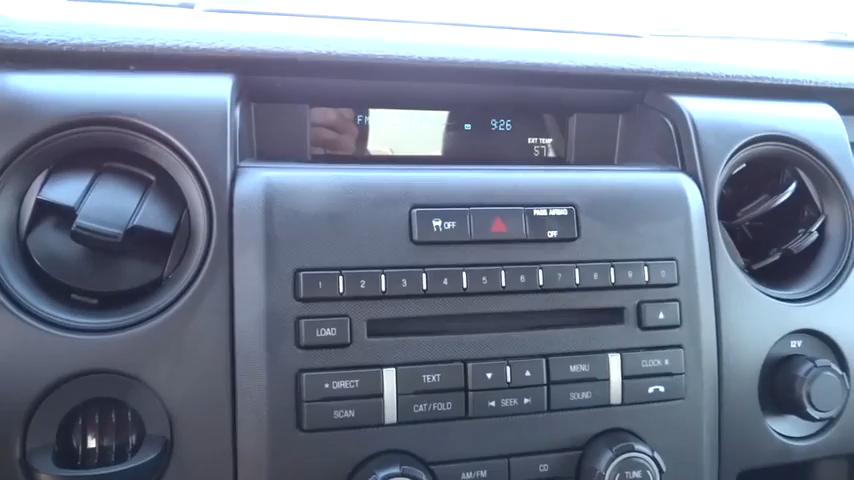 FM
9:26
EXT TEMP
57
OFF
PASS AIRBAG
OFF
1 2 3 4 5 6 7 8 9 0
LOAD
▲
* DIRECT
TEXT
▼ ▲
MENU
CLOCK #
SCAN
CAT/FOLD
SEEK
SOUND
AM/FM
CD
TUNE
12V